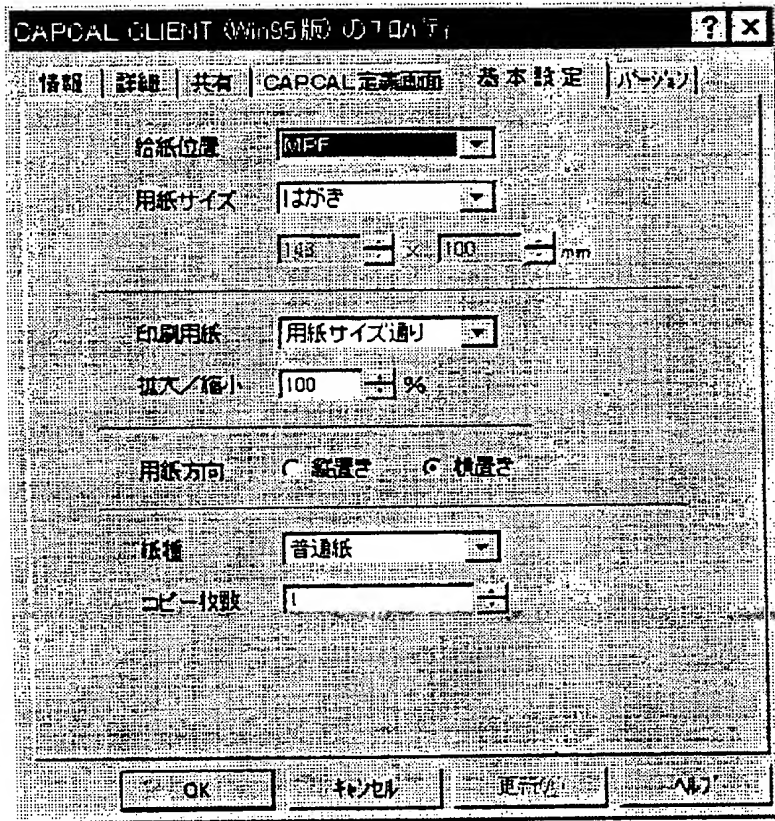 CAPCAL CLIENT (Win95版) のプロパティ
情報 詳細 共有 CAPCAL定義画面 基本設定 バージョン
給紙位置
用紙サイズ はがき
148 × 100 mm
印刷用紙 用紙サイズ通り
拡大/縮小 100 %
用紙方向 縦置き 横置き
紙種 普通紙
コピー枚数 1
OK キャンセル ヘルプ